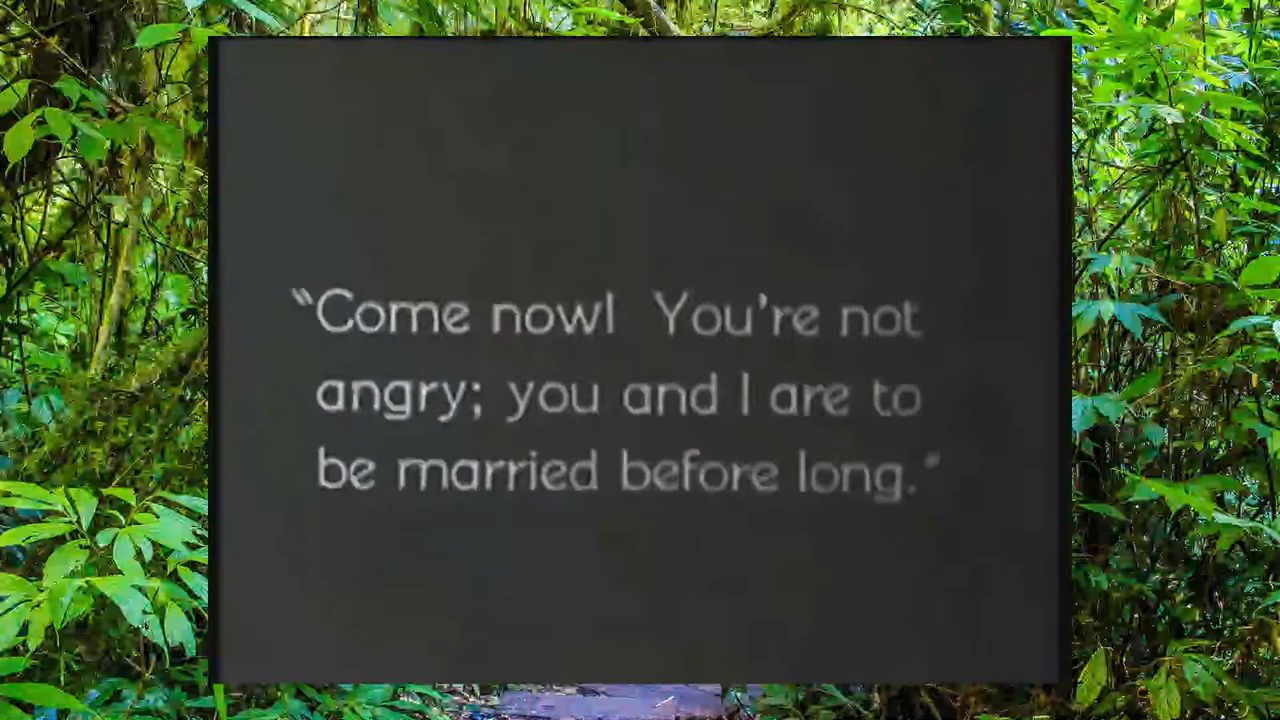 “Come now! You're not
angry; you and I are to
be married before long.”